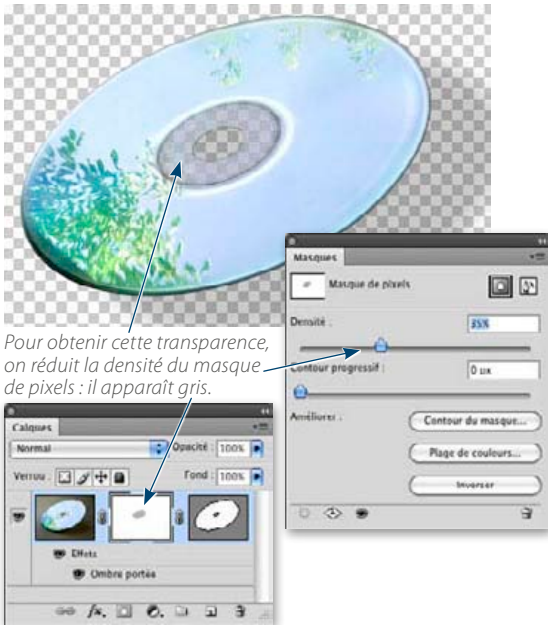 Masques
Masque de pixels
Densité :
35%
Contour progressif :
0 px
Améliorer :
Contour du masque...
Plage de couleurs...
Inverser
Pour obtenir cette transparence,
on réduit la densité du masque
de pixels : il apparaît gris.
Calques
Normal
Opacité : 100%
Verrou :
Fond : 100%
Effets
Ombre portée
fx.